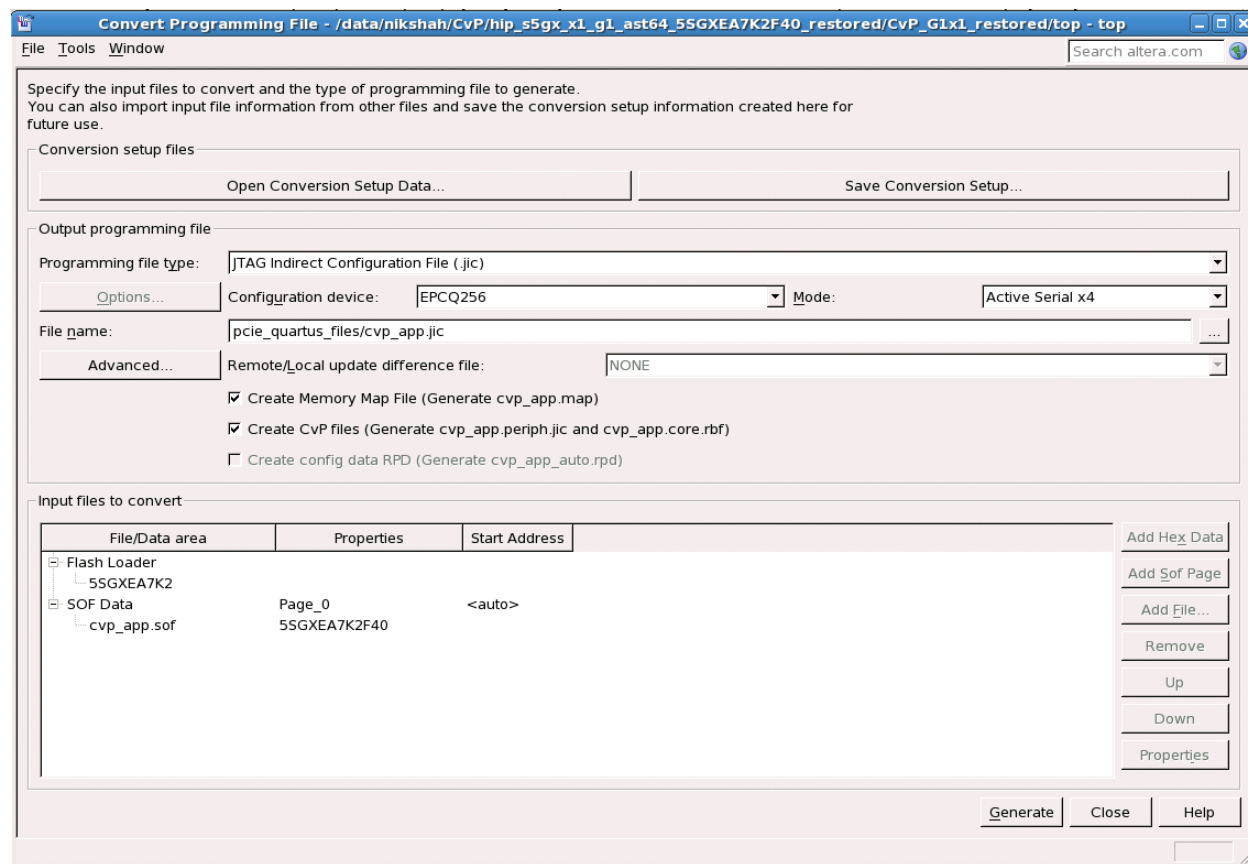 Convert Programming File - /data/nikshah/CvP/hip_s5gx_x1_g1_ast64_5SGXEA7K2F40_restored/CvP_G1x1_restored/top - top
File Tools Window Search altera.com
Specify the input files to convert and the type of programming file to generate.
You can also import input file information from other files and save the conversion setup information created here for
future use.
Conversion setup files
Open Conversion Setup Data... Save Conversion Setup...
Output programming file
Programming file type: JTAG Indirect Configuration File (.jic)
Options... Configuration device: EPCQ256 Mode: Active Serial x4
File name: pcie_quartus_files/cvp_app.jic ...
Advanced... Remote/Local update difference file: NONE
Create Memory Map File (Generate cvp_app.map)
Create CvP files (Generate cvp_app.periph.jic and cvp_app.core.rbf)
Create config data RPD (Generate cvp_app_auto.rpd)
Input files to convert
File/Data area Properties Start Address Add Hex Data
Flash Loader
5SGXEA7K2 Add Sof Page
SOF Data Page_0 <auto> Add File...
cvp_app.sof 5SGXEA7K2F40
Remove
Up
Down
Properties
Generate Close Help